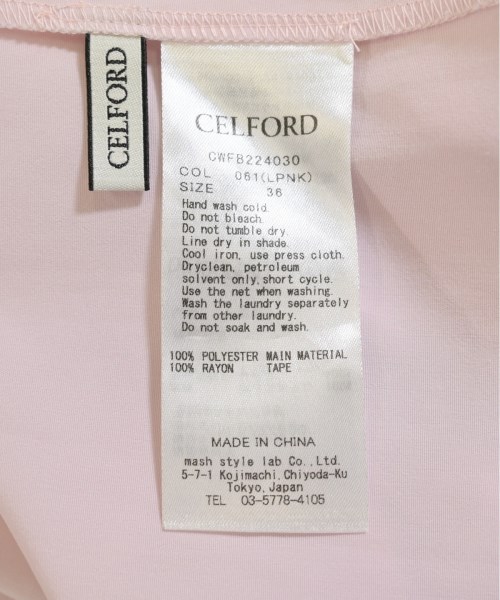 CELFORD
CELFORD
CWFB224030
COL 061(LPNK)
SIZE 36
Hand wash cold.
Do not bleach.
Do not tumble dry.
Line dry in shade.
Cool iron, use press cloth.
Dryclean, petroleum
solvent only, short cycle.
Use the net when washing.
Wash the laundry separately
from other laundry.
Do not soak and wash.
100% POLYESTER MAIN MATERIAL
100% RAYON TAPE
MADE IN CHINA
mash style lab Co., Ltd.
5-7-1 Kojimachi, Chiyoda-Ku
Tokyo, Japan
TEL 03-5778-4105